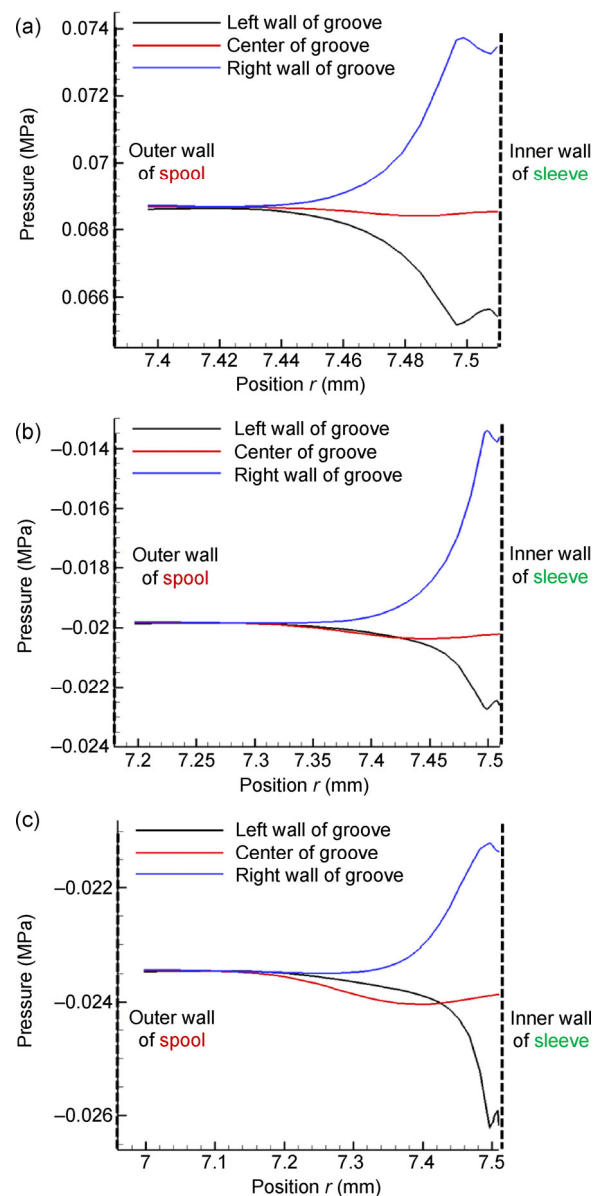 (a)
Left wall of groove
Center of groove
Right wall of groove
0.074
0.072
0.07
0.068
0.066
Pressure (MPa)
Outer wall
of spool
Inner wall
of sleeve
7.4 7.42 7.44 7.46 7.48 7.5
Position r (mm)
(b)
Left wall of groove
Center of groove
Right wall of groove
−0.014
−0.016
−0.018
−0.02
−0.022
−0.024
Pressure (MPa)
Outer wall
of spool
Inner wall
of sleeve
7.2 7.25 7.3 7.35 7.4 7.45 7.5
Position r (mm)
(c)
Left wall of groove
Center of groove
Right wall of groove
−0.022
−0.024
−0.026
Pressure (MPa)
Outer wall
of spool
Inner wall
of sleeve
7 7.1 7.2 7.3 7.4 7.5
Position r (mm)